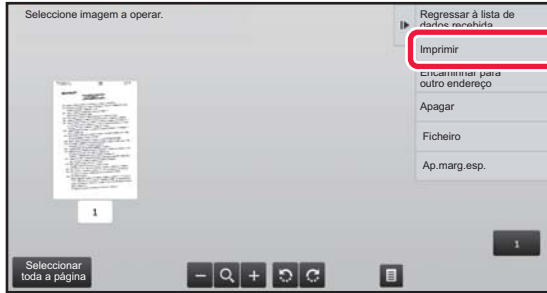 Seleccione imagem a operar.
Regressar à lista de
dados recebida
Imprimir
Encaminhar para
outro endereço
Apagar
Ficheiro
Ap.marg.esp.
1
1
Seleccionar
toda a página